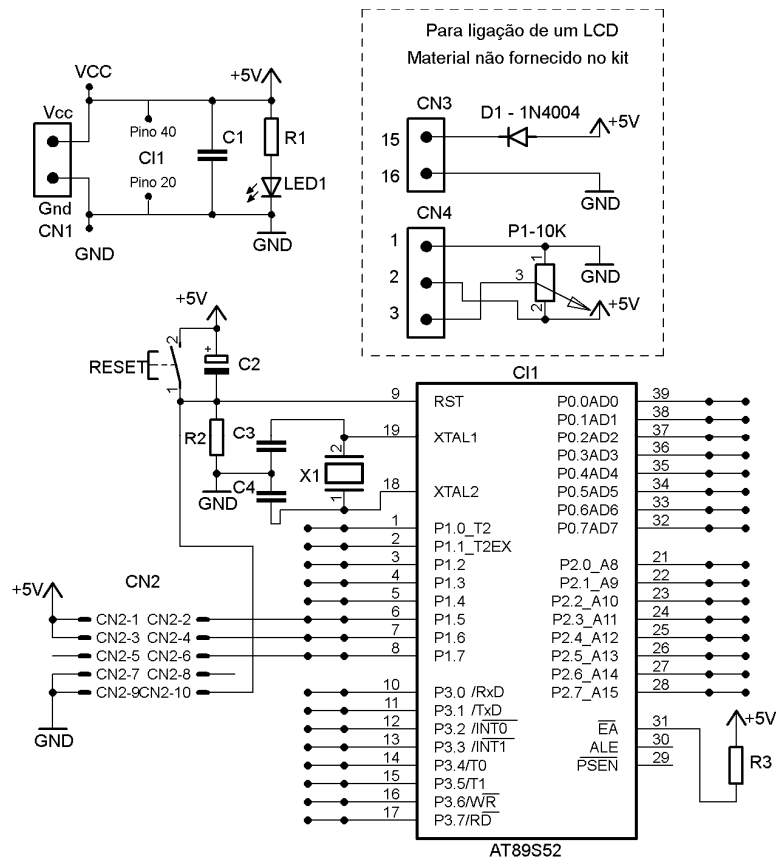 Para ligação de um LCD
Material não fornecido no kit
VCC
+5V
Vcc
Pino 40
CI1
Pino 20
C1
R1
LED1
Gnd
CN1
GND
GND
CN3
D1 - 1N4004
+5V
15
16
GND
CN4
P1-10K
1
2
3
1
3
2
GND
+5V
+5V
RESET
2
1
+
C2
R2
C3
C4
GND
X1
2
1
CI1
9 RST
19 XTAL1
18 XTAL2
1 P1.0_T2
2 P1.1_T2EX
3 P1.2
4 P1.3
5 P1.4
6 P1.5
7 P1.6
8 P1.7
10 P3.0 /RxD
11 P3.1 /TxD
12 P3.2 /INT0
13 P3.3 /INT1
14 P3.4/T0
15 P3.5/T1
16 P3.6/WR
17 P3.7/RD
P0.0AD0 39
P0.1AD1 38
P0.2AD2 37
P0.3AD3 36
P0.4AD4 35
P0.5AD5 34
P0.6AD6 33
P0.7AD7 32
P2.0_A8 21
P2.1_A9 22
P2.2_A10 23
P2.3_A11 24
P2.4_A12 25
P2.5_A13 26
P2.6_A14 27
P2.7_A15 28
EA 31
ALE 30
PSEN 29
+5V
R3
AT89S52
CN2
+5V
CN2-1 CN2-2
CN2-3 CN2-4
CN2-5 CN2-6
CN2-7 CN2-8
CN2-9CN2-10
GND